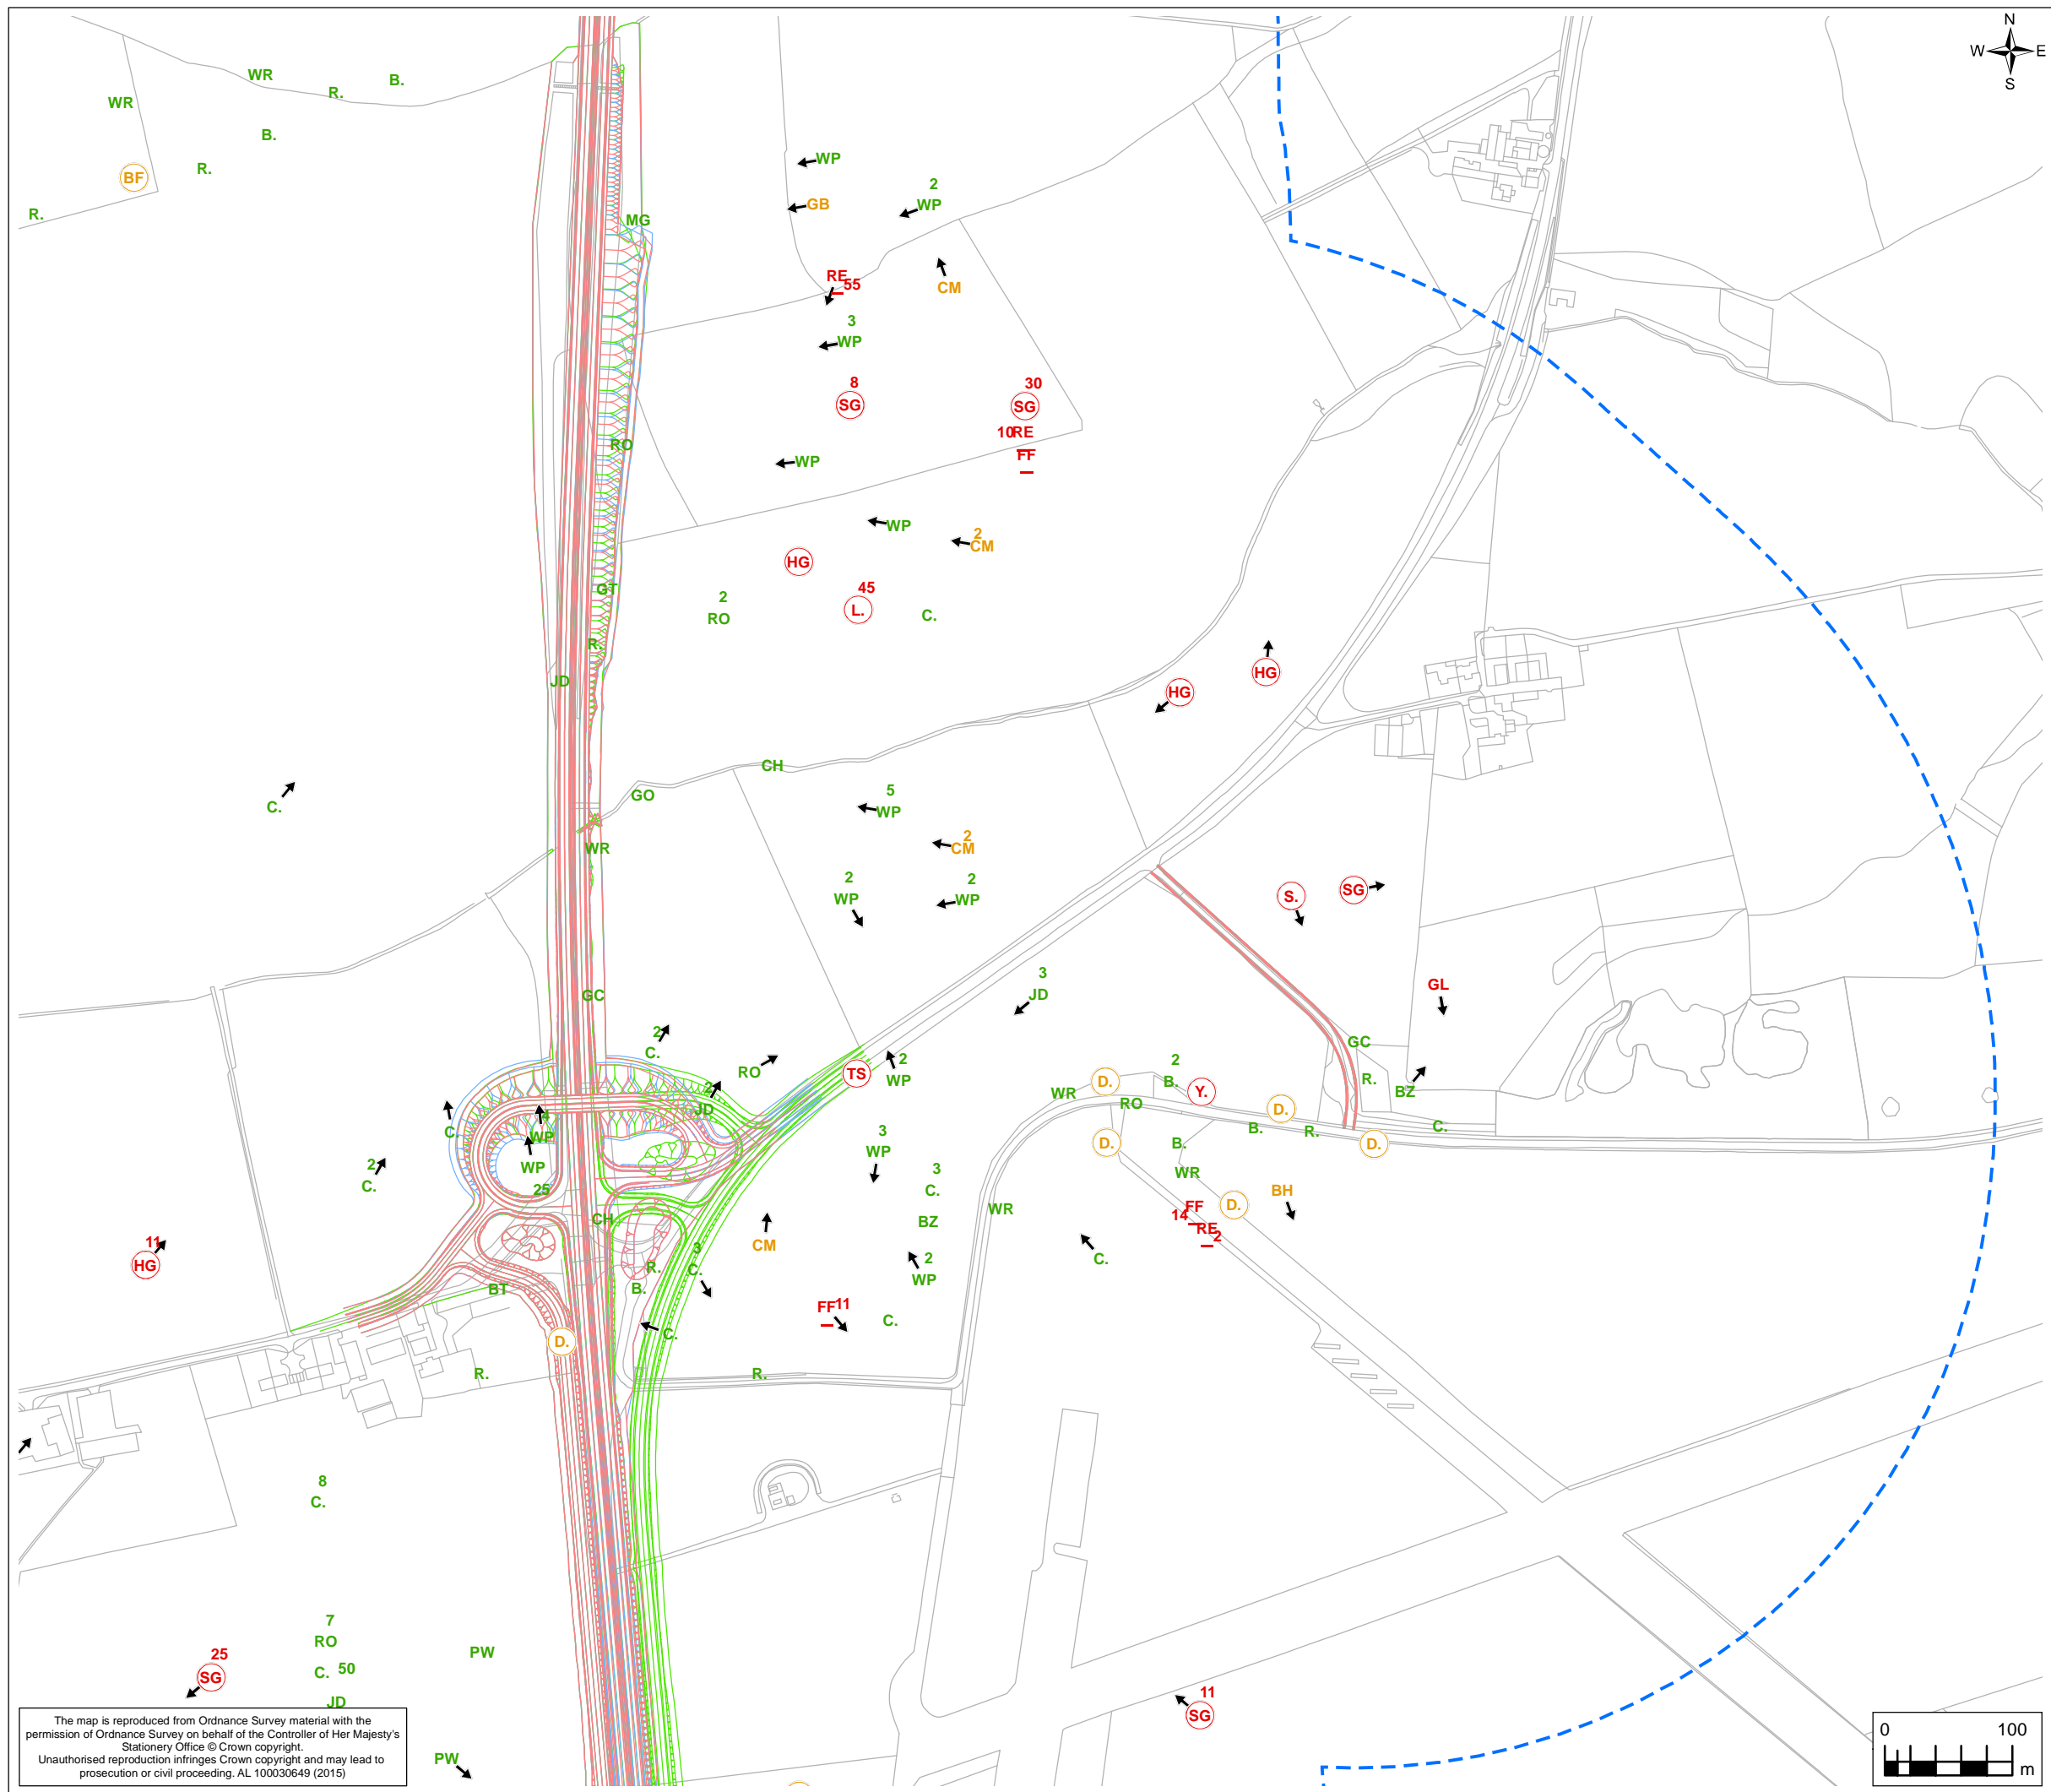 N
W E
S
WR
B.
R.
WR
B.
R.
BF
R.
WP
2
WP
GB
MG
RE
55
CM
3
WP
8
SG
30
SG
10
RE
FF
RO
WP
WP
2
CM
HG
GT
45
L.
2
RO
C.
R.
HG
HG
JD
CH
GO
5
WP
C.
2
CM
WR
2
WP
2
WP
S.
SG
GL
3
JD
GC
2
C.
GC
RO
TS
2
WP
2
B.
R.
D.
Y.
BZ
WR
RO
2
JD
D.
4
WP
C.
B.
R.
C.
D.
D.
B.
3
WP
WP
2
C.
3
C.
WR
25
BH
D.
WR
FF
14
RE
2
BZ
CH
CM
11
HG
3
C.
R.
2
WP
C.
B.
BT
FF
11
C.
C.
D.
R.
R.
8
C.
7
RO
PW
C. 50
25
SG
JD
11
SG
PW
The map is reproduced from Ordnance Survey material with the
permission of Ordnance Survey on behalf of the Controller of Her Majesty's
Stationery Office © Crown copyright.
Unauthorised reproduction infringes Crown copyright and may lead to
prosecution or civil proceeding. AL 100030649 (2015)
0 100
m